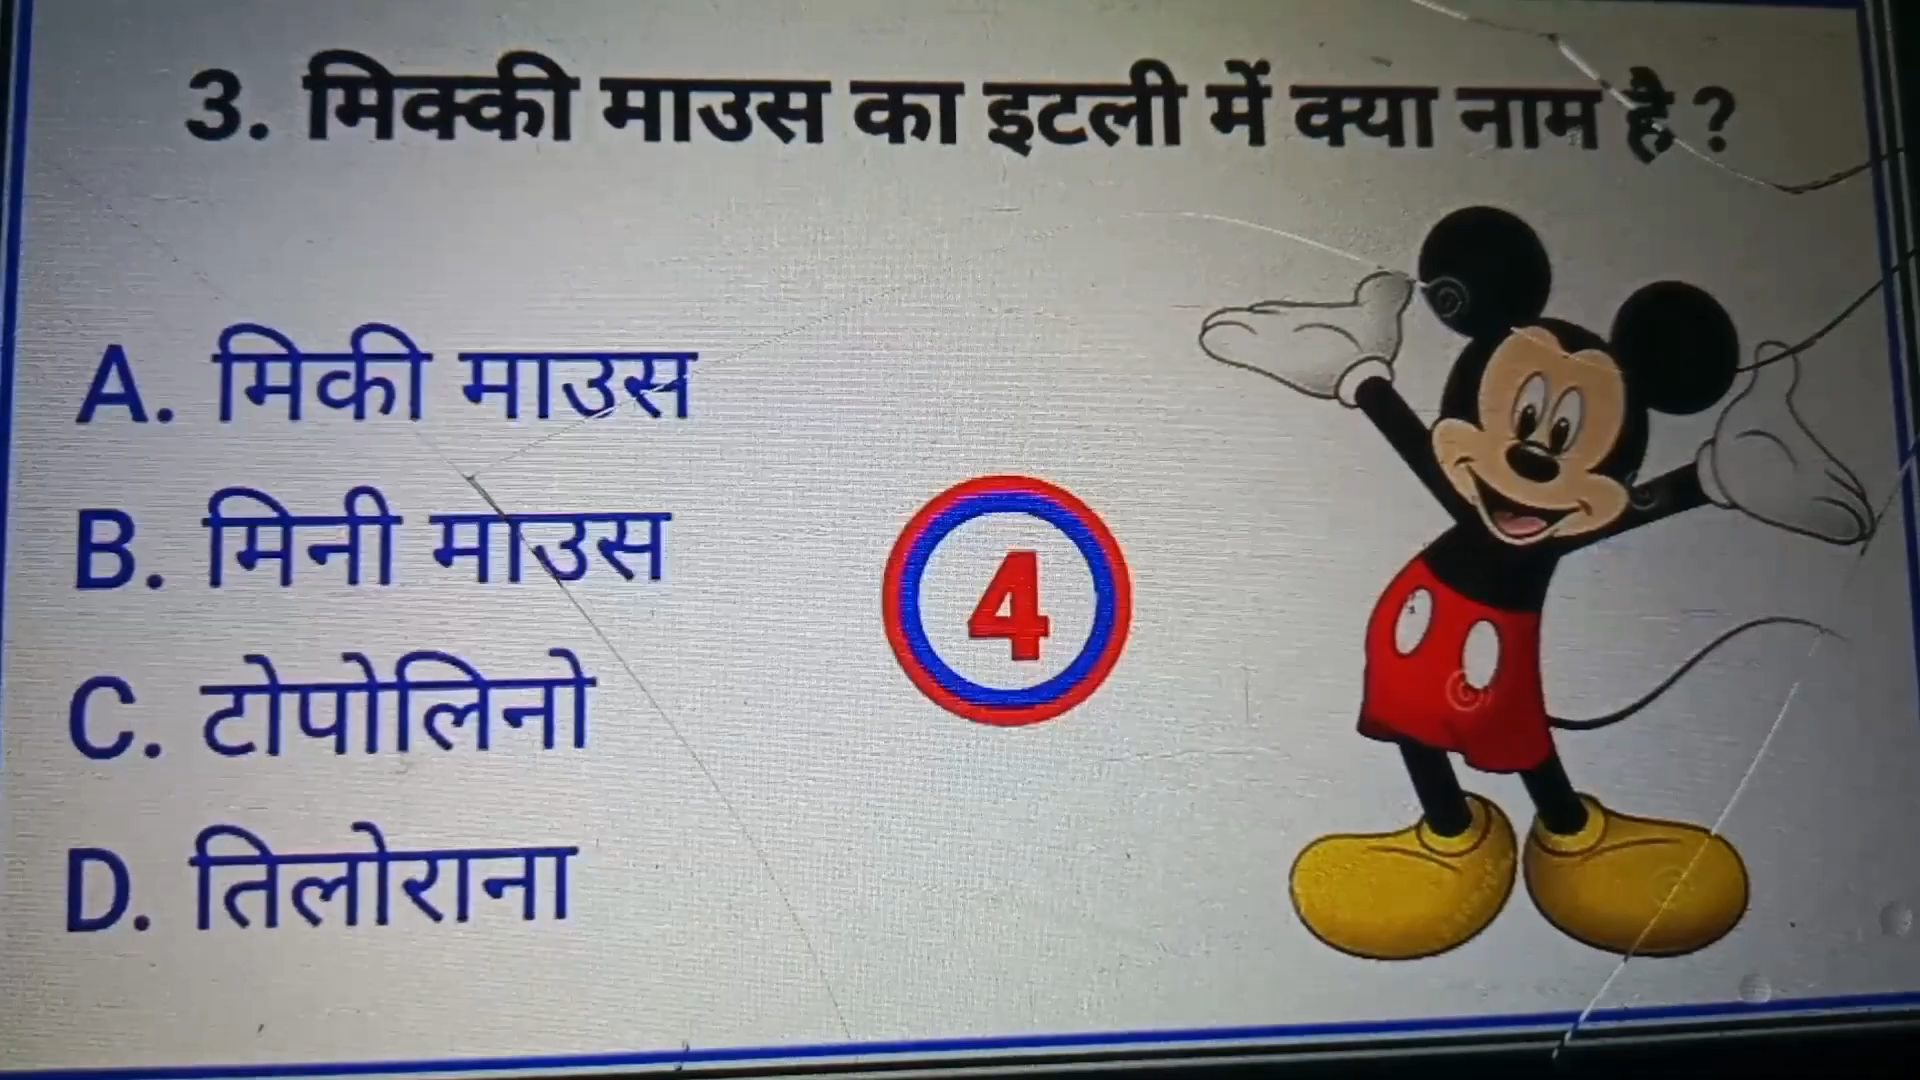 3. मिक्की माउस का इटली में क्या नाम है ?
A. मिकी माउस
B. मिनी माउस
4
C. टोपोलिनो
D. तिलोराना